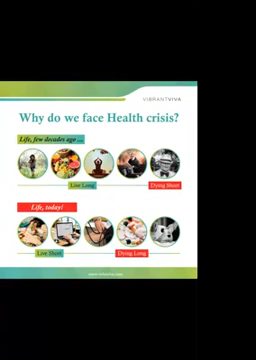 VIBRANTVIVA
Why do we face Health crisis?
Life, few decades ago ...
Live Long
Dying Short
Life, today!
Live Short
Dying Long